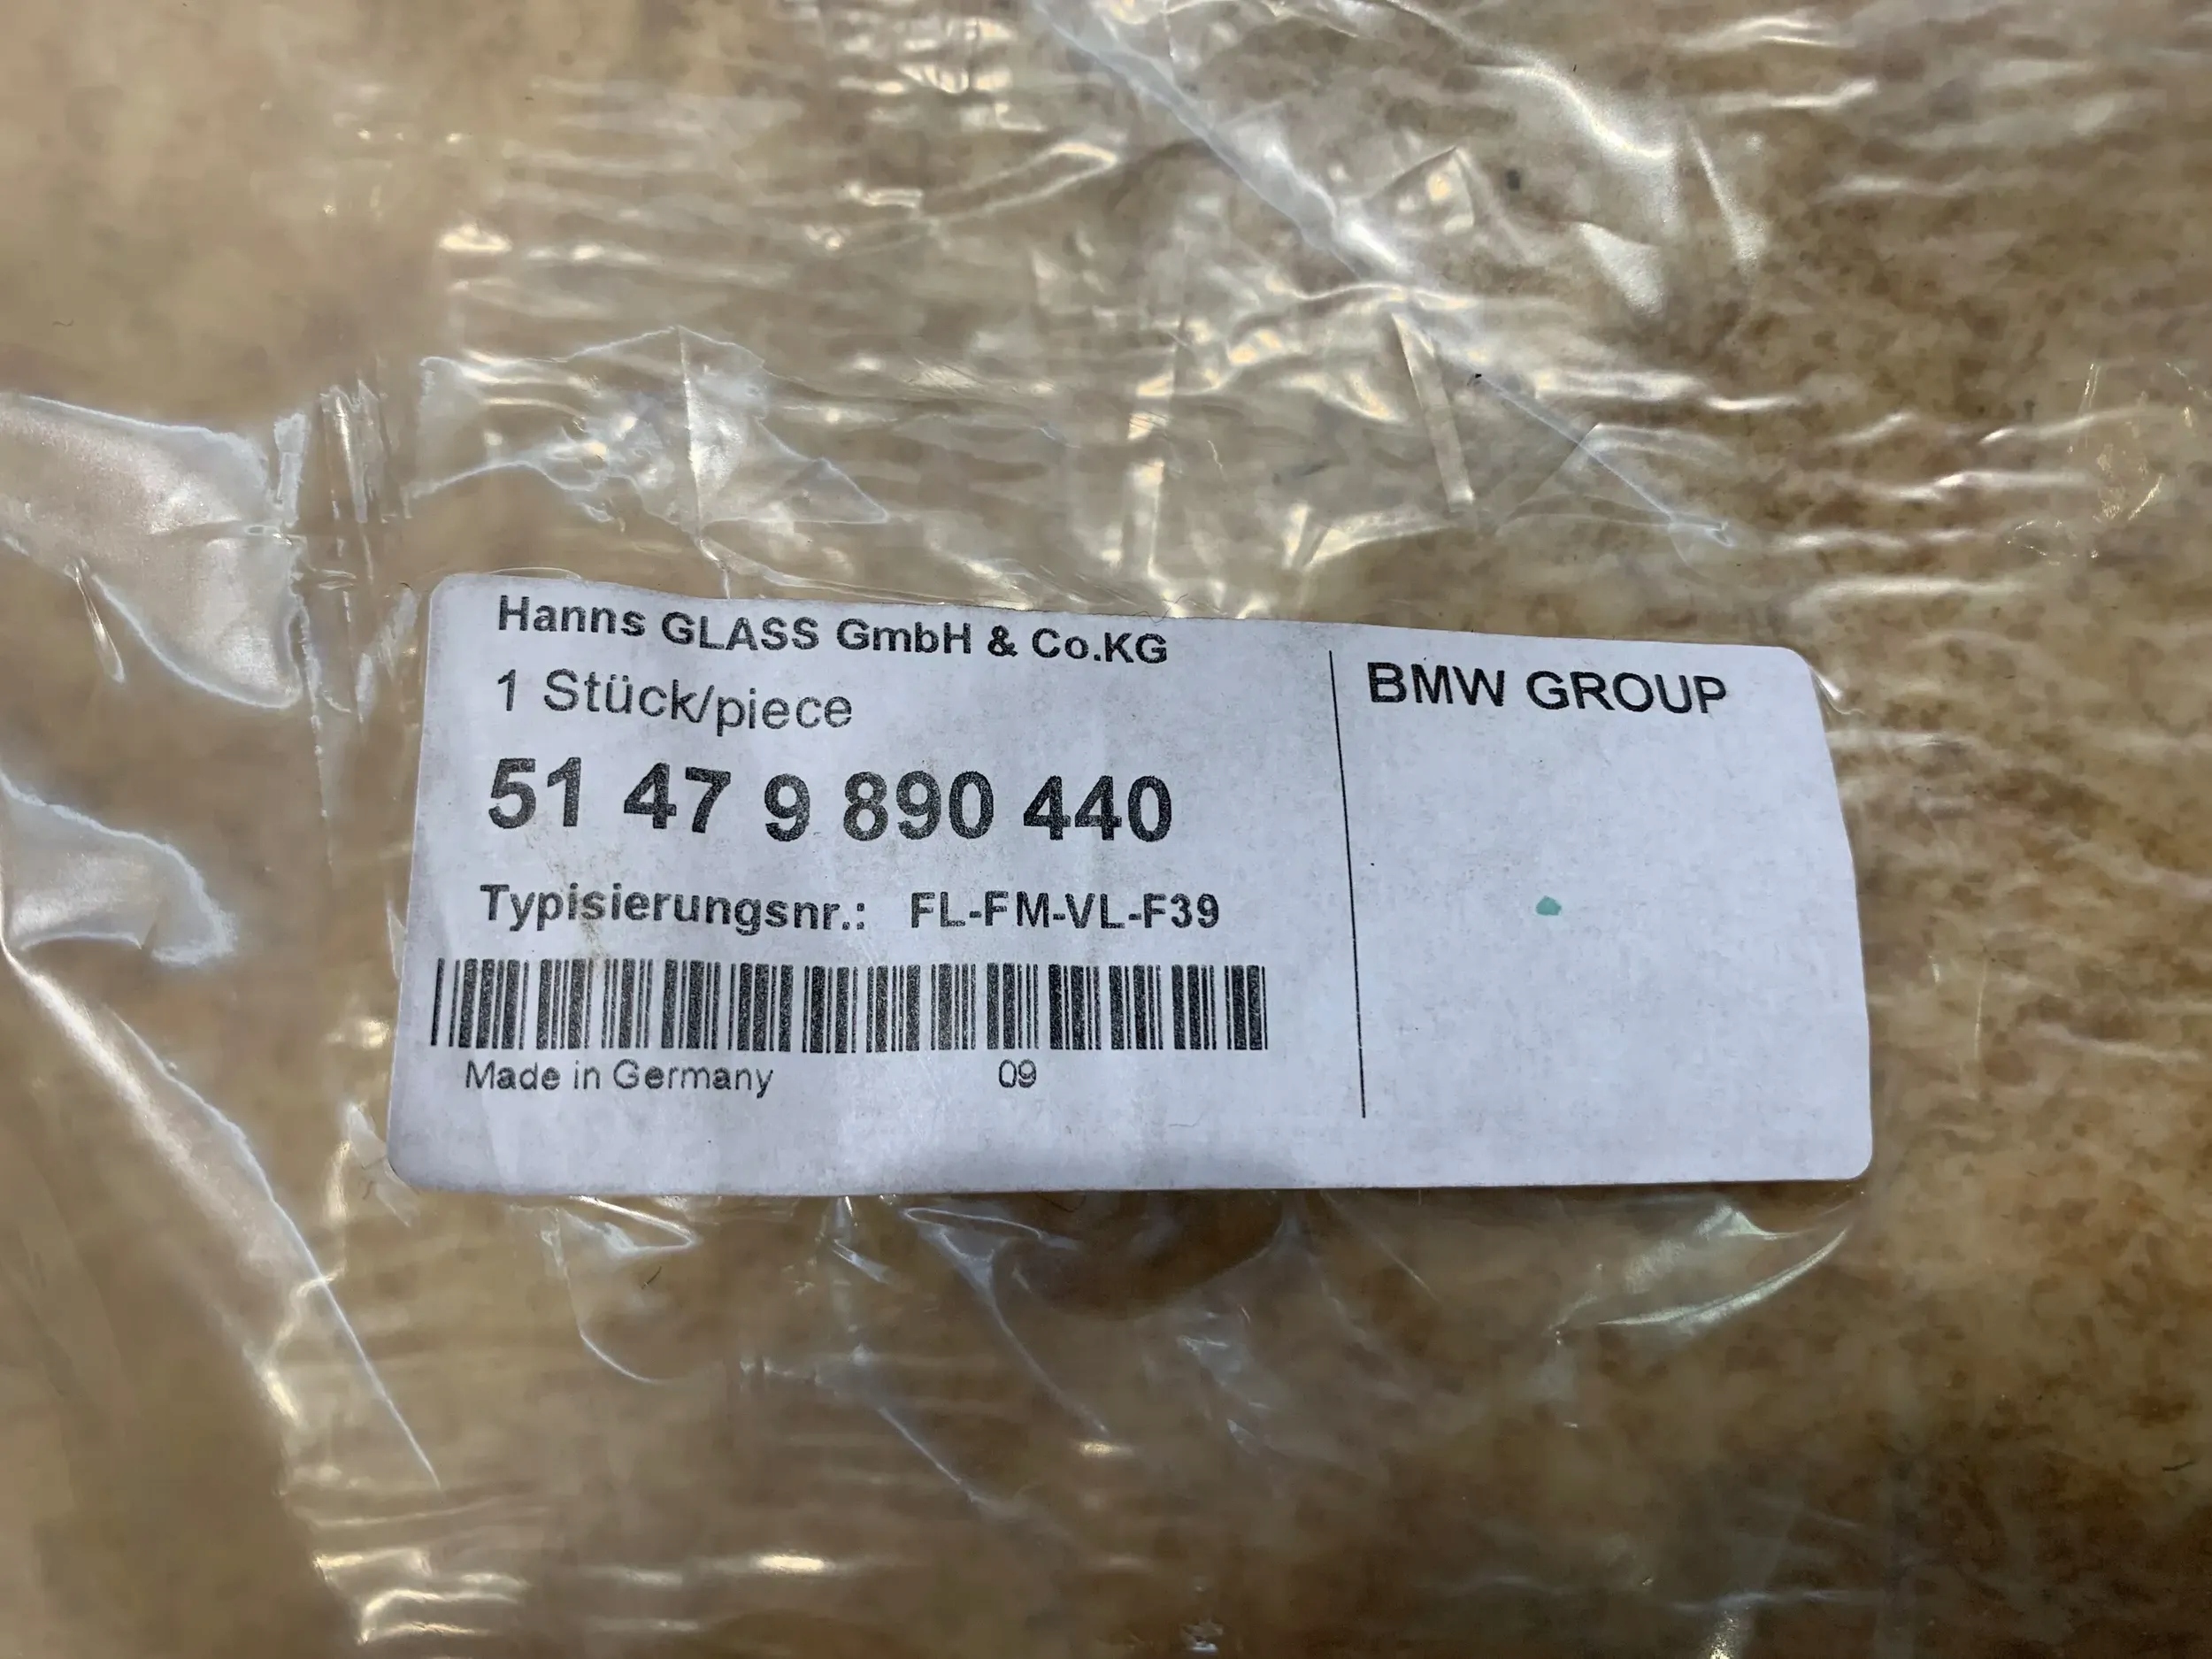 Hanns GLASS GmbH & Co.KG
1 Stück/piece
51 47 9 890 440
Typisierungsnr.: FL-FM-VL-F39
Made in Germany 09
BMW GROUP